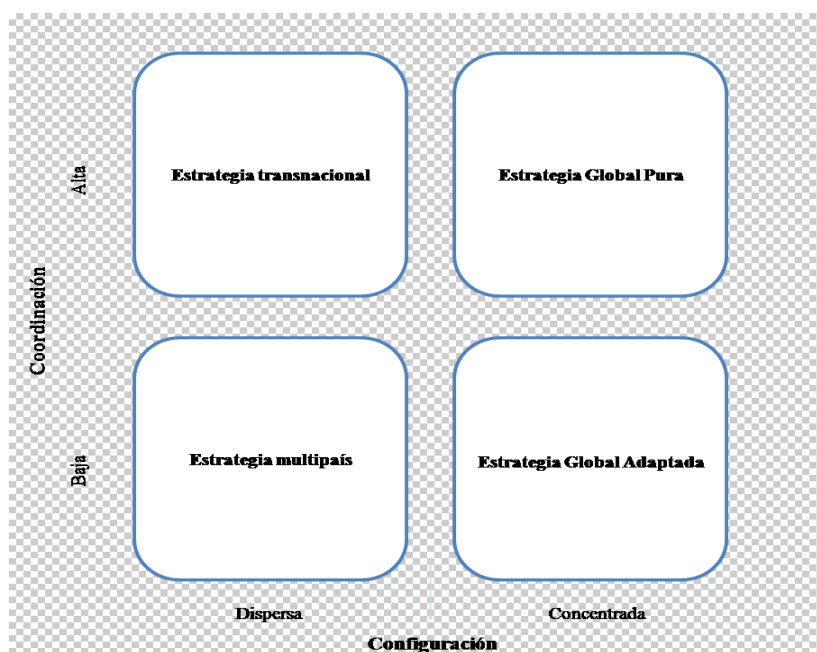 Estrategia transnacional
Estrategia Global Pura
Alta
Coordinación
Estrategia multipaís
Estrategia Global Adaptada
Baja
Dispersa
Concentrada
Configuración